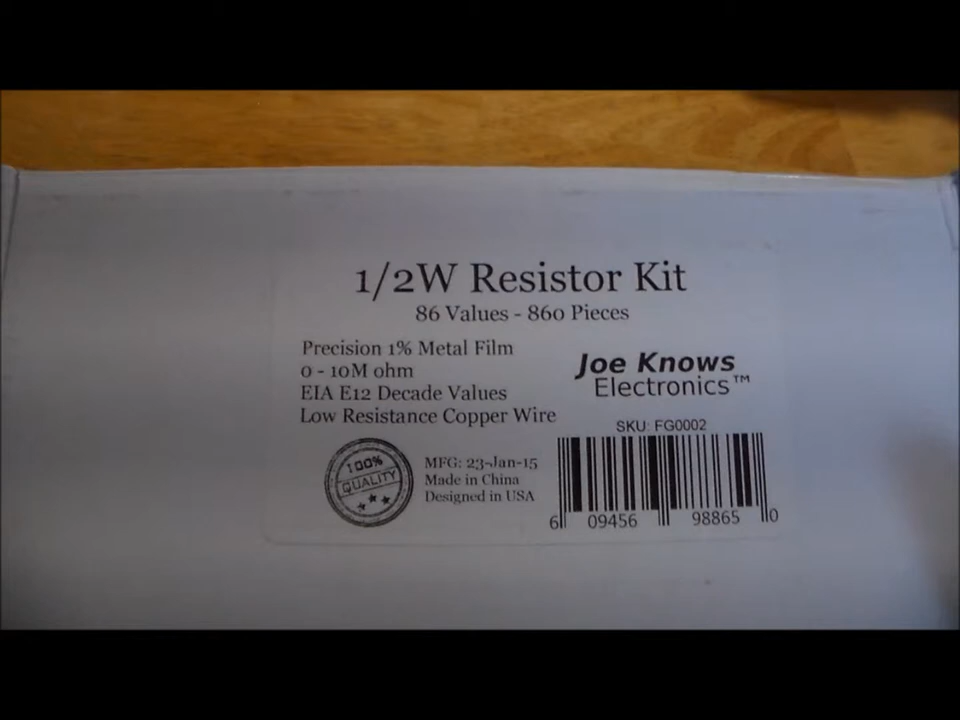 1/2W Resistor Kit
86 Values - 860 Pieces
Precision 1% Metal Film
0 - 10M ohm
EIA E12 Decade Values
Low Resistance Copper Wire
Joe Knows
Electronics™
SKU: FG0002
100%
QUALITY
MFG: 23-Jan-15
Made in China
Designed in USA
6 09456 98865 0